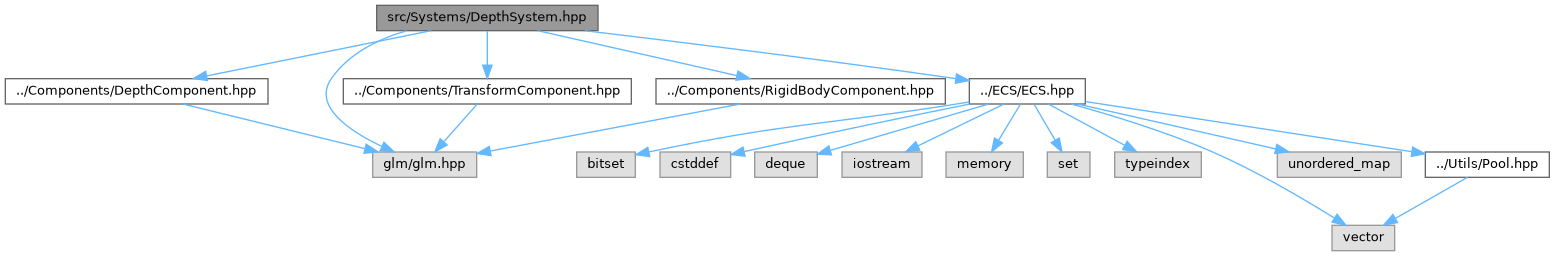 src/Systems/DepthSystem.hpp
../Components/DepthComponent.hpp
../Components/TransformComponent.hpp
../Components/RigidBodyComponent.hpp
../ECS/ECS.hpp
glm/glm.hpp
bitset
cstddef
deque
iostream
memory
set
typeindex
unordered_map
../Utils/Pool.hpp
vector